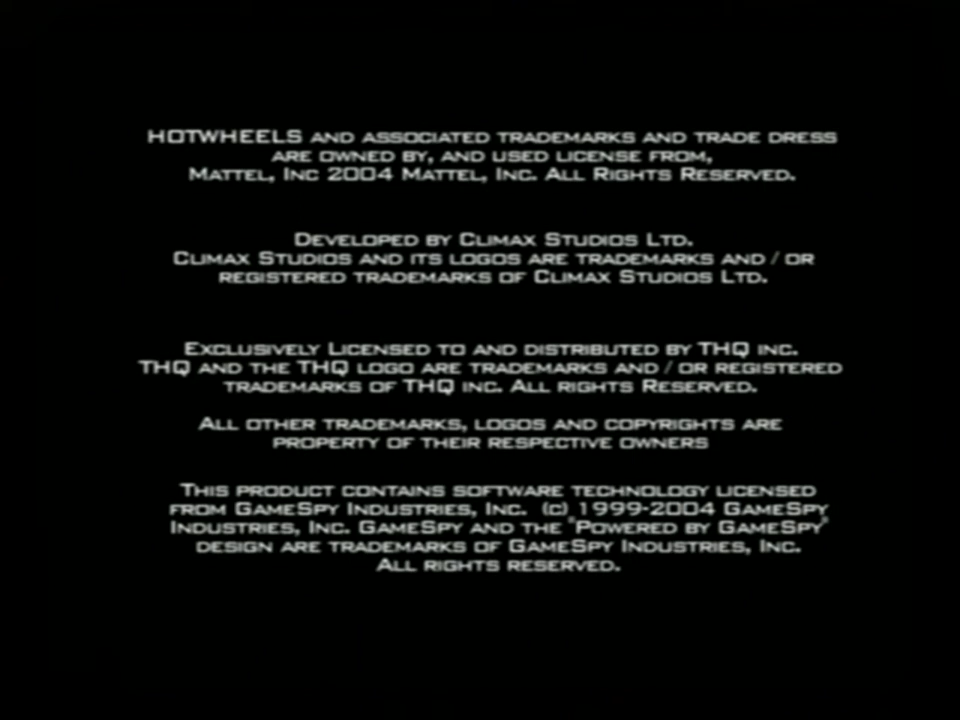 HOTWHEELS AND ASSOCIATED TRADEMARKS AND TRADE DRESS
ARE OWNED BY, AND USED LICENSE FROM,
MATTEL, INC 2004 MATTEL, INC. ALL RIGHTS RESERVED.
DEVELOPED BY CLIMAX STUDIOS LTD.
CLIMAX STUDIOS AND ITS LOGOS ARE TRADEMARKS AND / OR
REGISTERED TRADEMARKS OF CLIMAX STUDIOS LTD.
EXCLUSIVELY LICENSED TO AND DISTRIBUTED BY THQ INC.
THQ AND THE THQ LOGO ARE TRADEMARKS AND / OR REGISTERED
TRADEMARKS OF THQ INC. ALL RIGHTS RESERVED.
ALL OTHER TRADEMARKS, LOGOS AND COPYRIGHTS ARE
PROPERTY OF THEIR RESPECTIVE OWNERS
THIS PRODUCT CONTAINS SOFTWARE TECHNOLOGY LICENSED
FROM GAMESPY INDUSTRIES, INC. (C) 1999-2004 GAMESPY
INDUSTRIES, INC. GAMESPY AND THE "POWERED BY GAMESPY"
DESIGN ARE TRADEMARKS OF GAMESPY INDUSTRIES, INC.
ALL RIGHTS RESERVED.